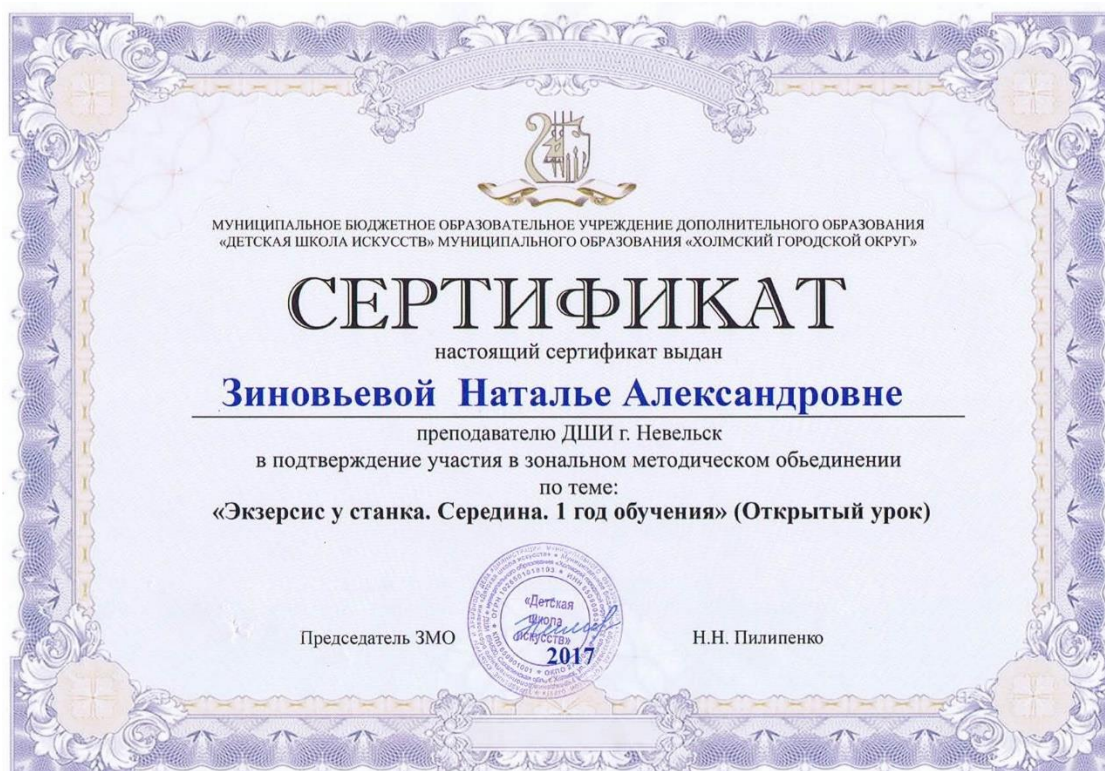 МУНИЦИПАЛЬНОЕ БЮДЖЕТНОЕ ОБРАЗОВАТЕЛЬНОЕ УЧРЕЖДЕНИЕ ДОПОЛНИТЕЛЬНОГО ОБРАЗОВАНИЯ
«ДЕТСКАЯ ШКОЛА ИСКУССТВ» МУНИЦИПАЛЬНОГО ОБРАЗОВАНИЯ «ХОЛМСКИЙ ГОРОДСКОЙ ОКРУГ»
СЕРТИФИКАТ
настоящий сертификат выдан
Зиновьевой Наталье Александровне
преподавателю ДШИ г. Невельск
в подтверждение участия в зональном методическом обьединении
по теме:
«Экзерсис у станка. Середина. 1 год обучения» (Открытый урок)
«Детская
школа
искусств»
Председатель ЗМО
Н.Н. Пилипенко
2017